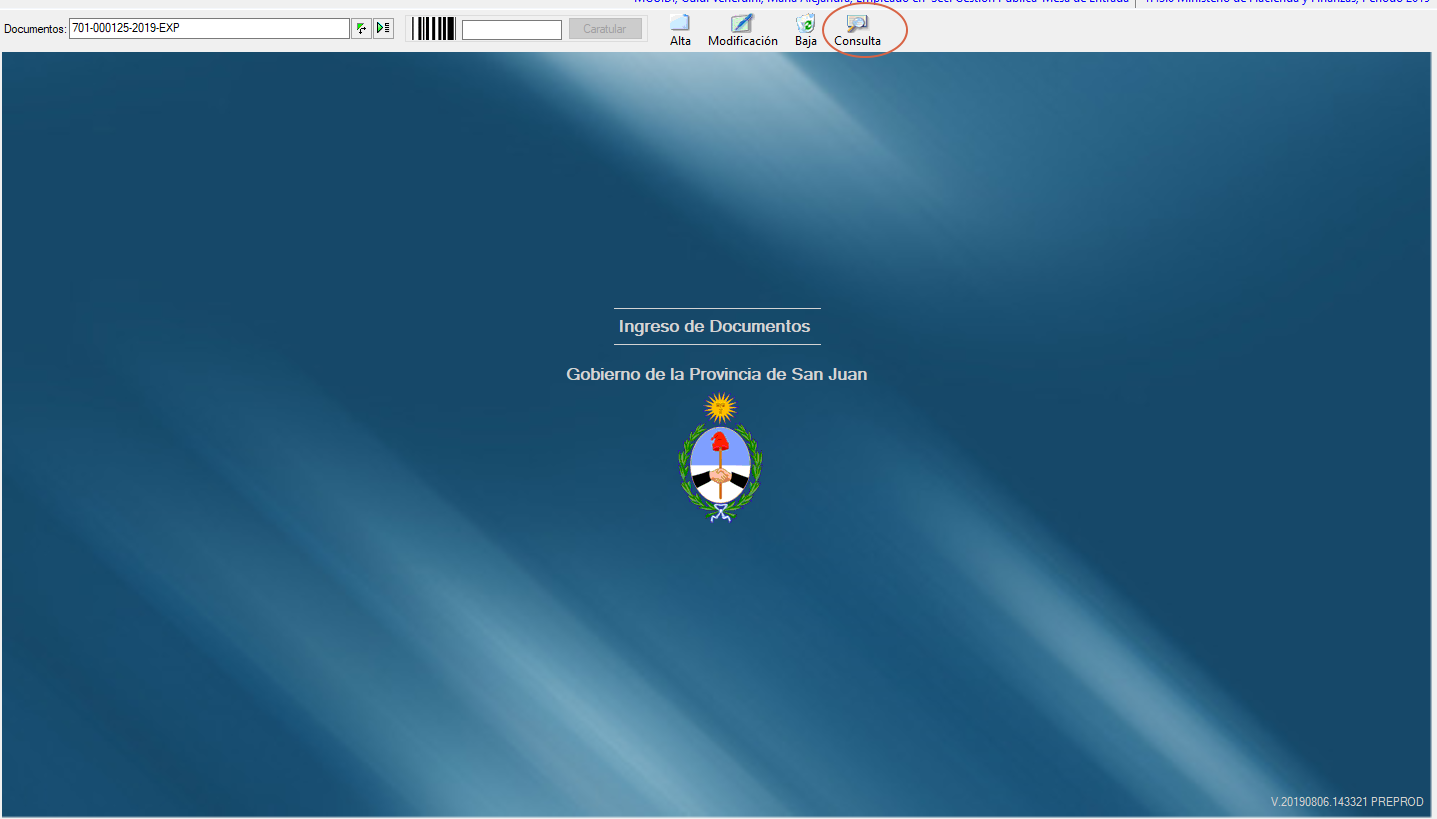 Documentos: 701-000125-2019-EXP Caratular
Alta Modificación Baja Consulta
Ingreso de Documentos
Gobierno de la Provincia de San Juan
V.20190806.143321 PREPROD